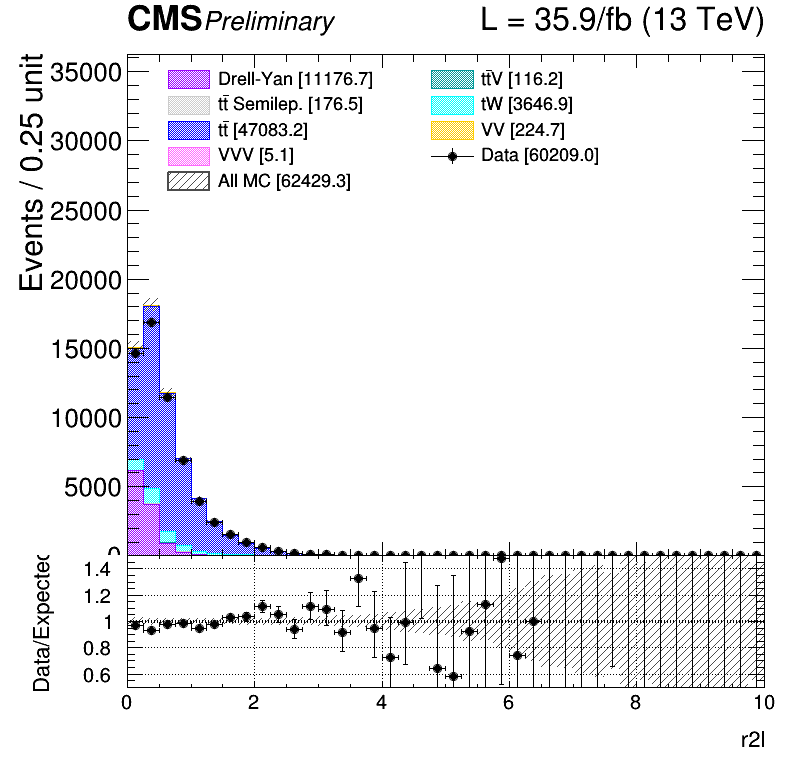 CMS Preliminary L = 35.9/fb (13 TeV)
Events / 0.25 unit
35000
30000
25000
20000
15000
10000
5000
0
Drell-Yan [11176.7]
tt̄ Semilep. [176.5]
tt̄ [47083.2]
VVV [5.1]
All MC [62429.3]
tt̄V [116.2]
tW [3646.9]
VV [224.7]
Data [60209.0]
Data/Expected
1.4
1.2
1
0.8
0.6
0 2 4 6 8 10
r2l